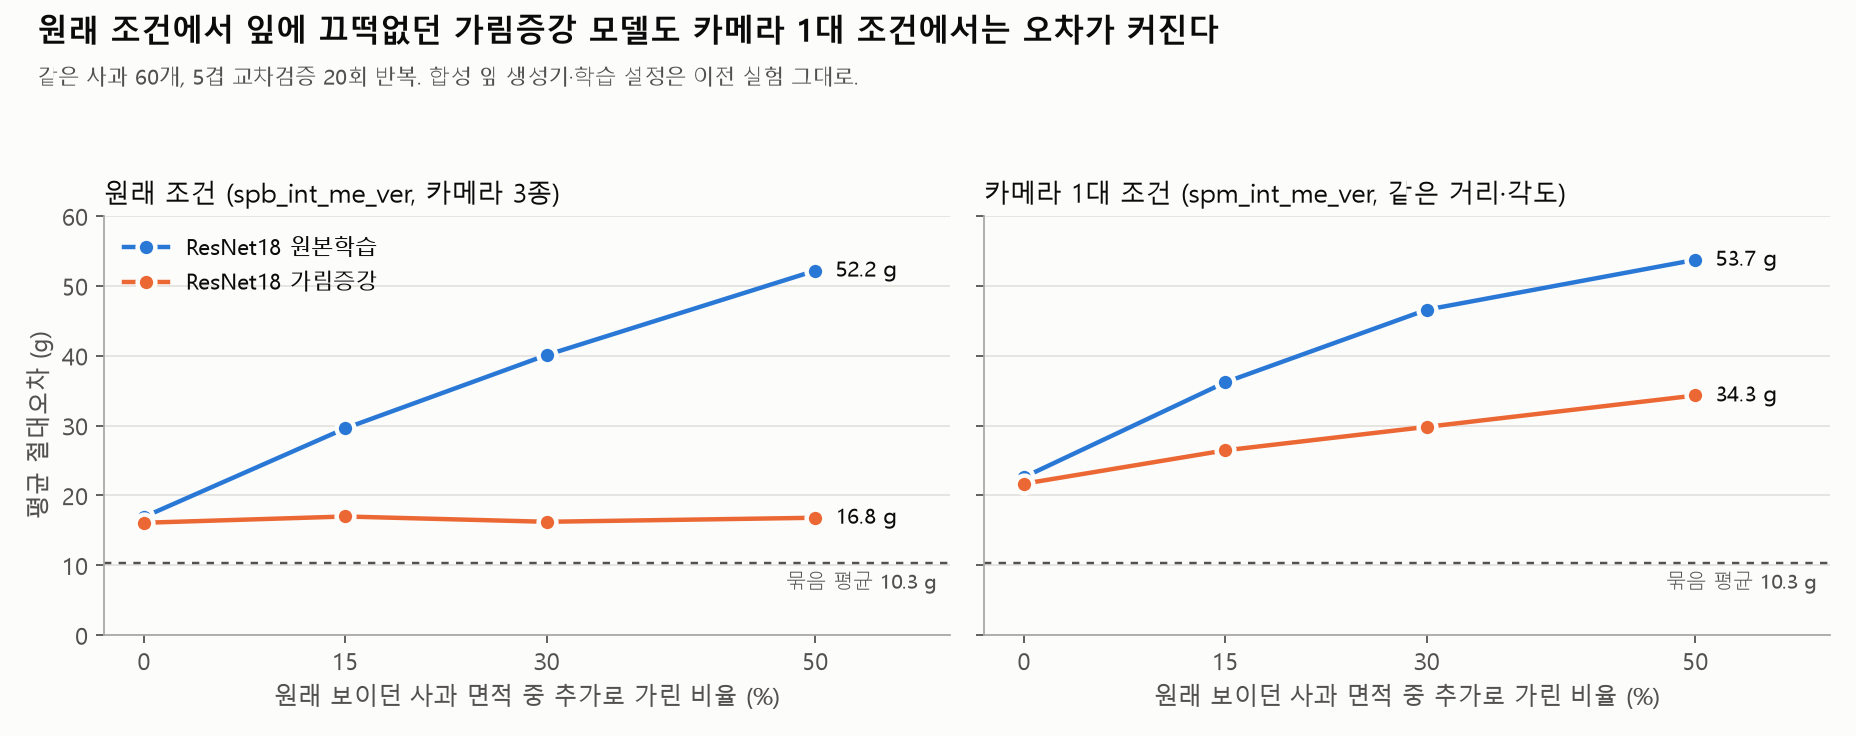 원래 조건에서 잎에 끄떡없던 가림증강 모델도 카메라 1대 조건에서는 오차가 커진다
같은 사과 60개, 5겹 교차검증 20회 반복. 합성 잎 생성기·학습 설정은 이전 실험 그대로.
원래 조건 (spb_int_me_ver, 카메라 3종)
ResNet18 원본학습
ResNet18 가림증강
평균 절대오차 (g)
60
50
40
30
20
10
0
52.2 g
16.8 g
묶음 평균 10.3 g
0
15
30
50
원래 보이던 사과 면적 중 추가로 가린 비율 (%)
카메라 1대 조건 (spm_int_me_ver, 같은 거리·각도)
53.7 g
34.3 g
묶음 평균 10.3 g
0
15
30
50
원래 보이던 사과 면적 중 추가로 가린 비율 (%)